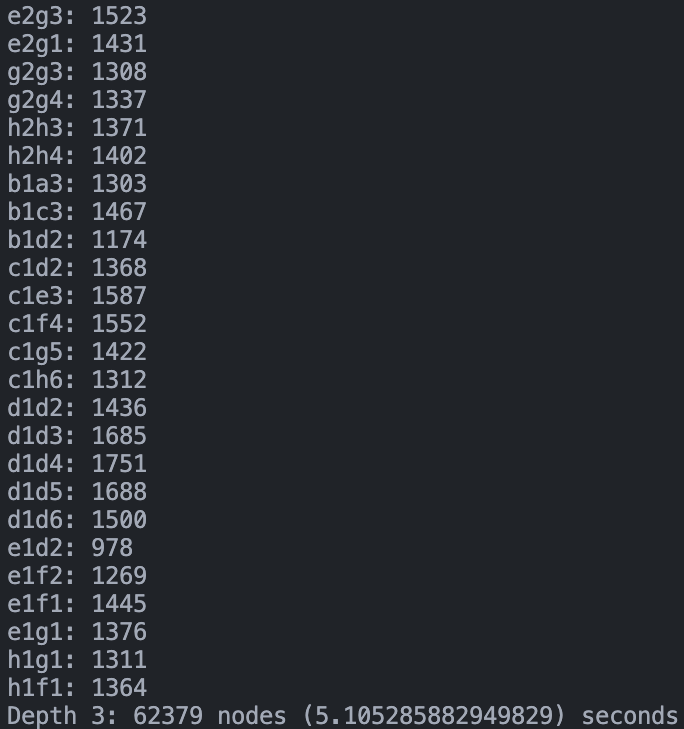 e2g3: 1523
e2g1: 1431
g2g3: 1308
g2g4: 1337
h2h3: 1371
h2h4: 1402
b1a3: 1303
b1c3: 1467
b1d2: 1174
c1d2: 1368
c1e3: 1587
c1f4: 1552
c1g5: 1422
c1h6: 1312
d1d2: 1436
d1d3: 1685
d1d4: 1751
d1d5: 1688
d1d6: 1500
e1d2: 978
e1f2: 1269
e1f1: 1445
e1g1: 1376
h1g1: 1311
h1f1: 1364
Depth 3: 62379 nodes (5.105285882949829) seconds